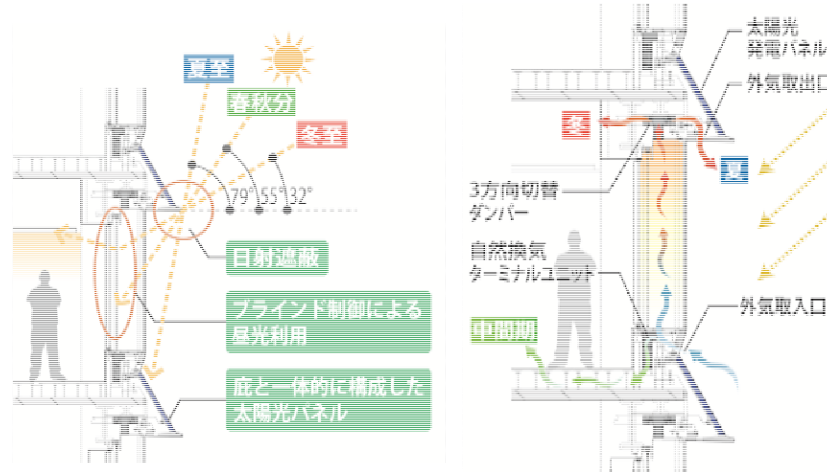 夏至
春秋分
冬至
79°
55°
32°
日射遮蔽
ブラインド制御による
昼光利用
庇と一体的に構成した
太陽光パネル
太陽光
発電パネル
外気取出口
冬
夏
3方向切替
ダンパー
自然換気
ターミナルユニット
中間期
外気取入口